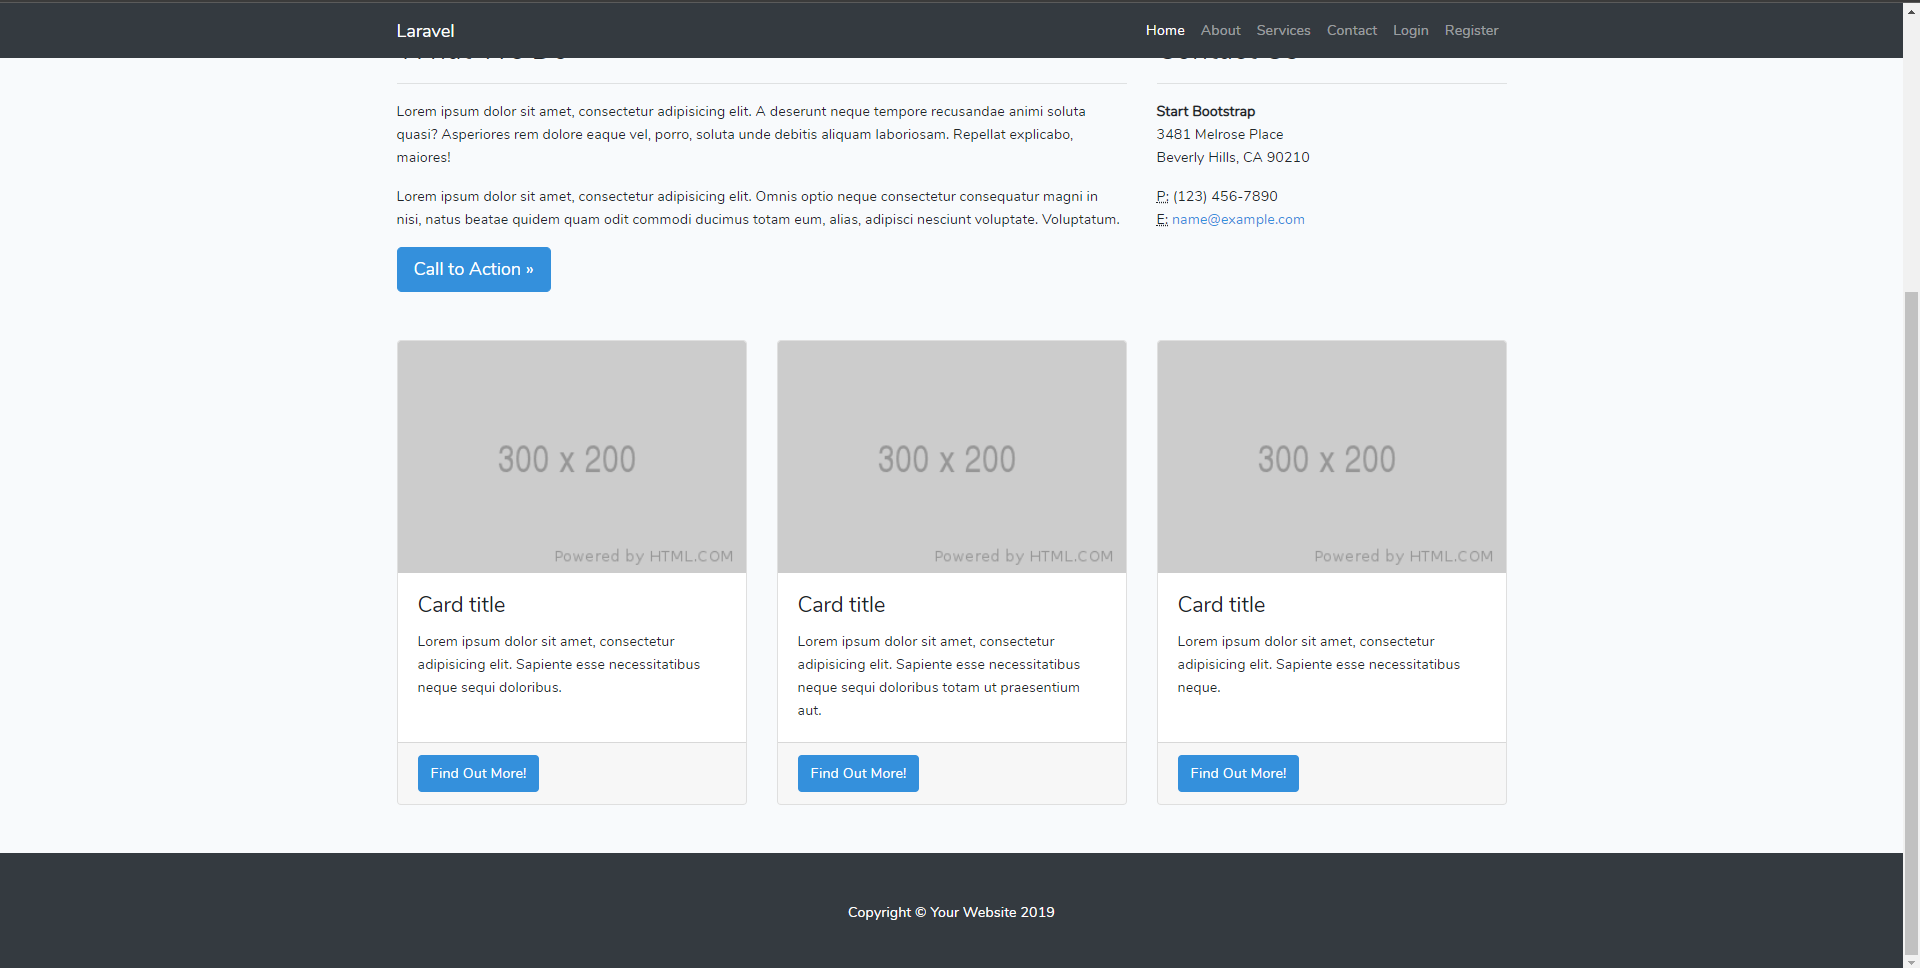 Laravel
Home About Services Contact Login Register
Lorem ipsum dolor sit amet, consectetur adipisicing elit. A deserunt neque tempore recusandae animi soluta
quasi? Asperiores rem dolore eaque vel, porro, soluta unde debitis aliquam laboriosam. Repellat explicabo,
maiores!
Lorem ipsum dolor sit amet, consectetur adipisicing elit. Omnis optio neque consectetur consequatur magni in
nisi, natus beatae quidem quam odit commodi ducimus totam eum, alias, adipisci nesciunt voluptate. Voluptatum.
Call to Action »
Start Bootstrap
3481 Melrose Place
Beverly Hills, CA 90210
P: (123) 456-7890
E: name@example.com
300 x 200
Powered by HTML.COM
Card title
Lorem ipsum dolor sit amet, consectetur
adipisicing elit. Sapiente esse necessitatibus
neque sequi doloribus.
Find Out More!
300 x 200
Powered by HTML.COM
Card title
Lorem ipsum dolor sit amet, consectetur
adipisicing elit. Sapiente esse necessitatibus
neque sequi doloribus totam ut praesentium
aut.
Find Out More!
300 x 200
Powered by HTML.COM
Card title
Lorem ipsum dolor sit amet, consectetur
adipisicing elit. Sapiente esse necessitatibus
neque.
Find Out More!
Copyright © Your Website 2019